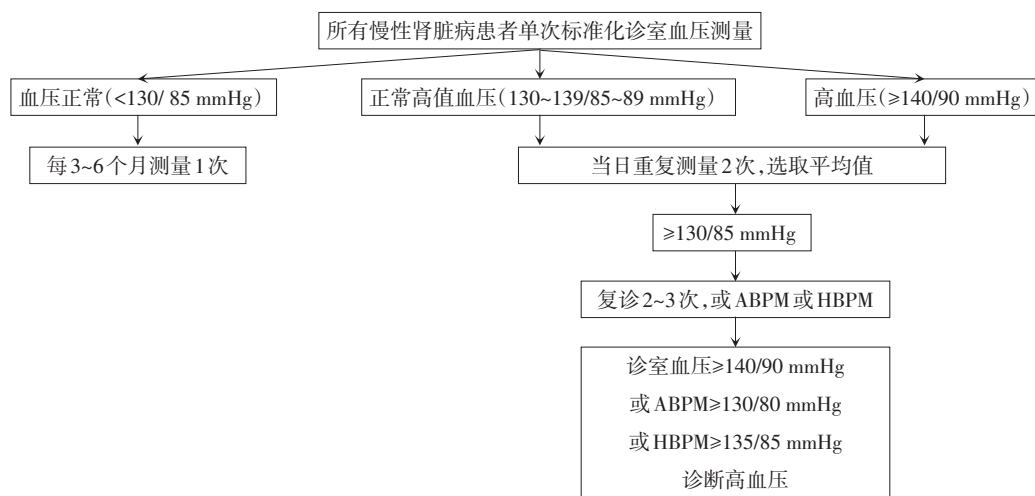 所有慢性肾脏病患者单次标准化诊室血压测量
血压正常(<130/ 85 mmHg)
正常高值血压(130~139/85~89 mmHg)
高血压(≥140/90 mmHg)
每3~6个月测量1次
当日重复测量2次,选取平均值
≥130/85 mmHg
复诊2~3次,或ABPM或HBPM
诊室血压≥140/90 mmHg
或ABPM≥130/80 mmHg
或HBPM≥135/85 mmHg
诊断高血压